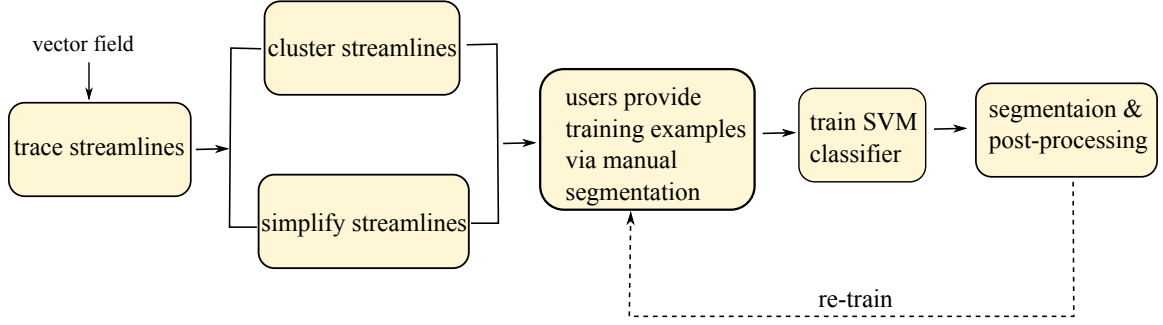 vector field
trace streamlines
cluster streamlines
simplify streamlines
users provide
training examples
via manual
segmentation
train SVM
classifier
segmentaion &
post-processing
re-train